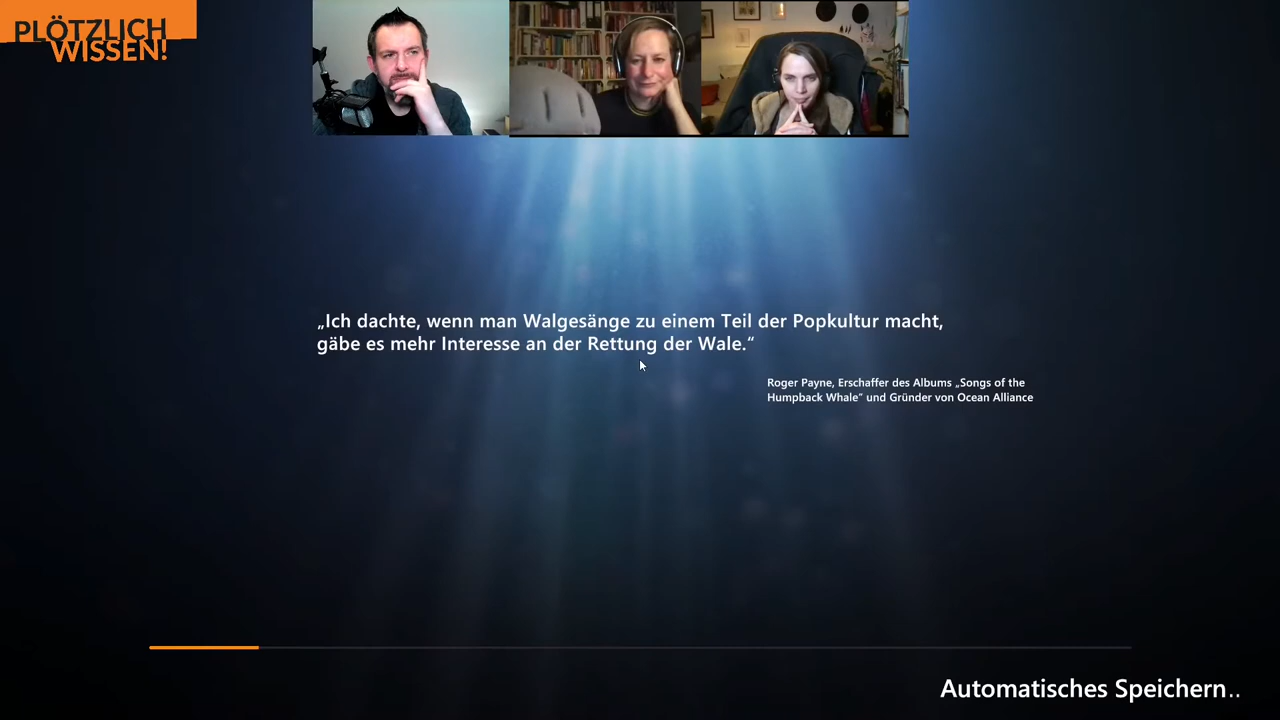 PLÖTZLICH
WISSEN!
„Ich dachte, wenn man Walgesänge zu einem Teil der Popkultur macht,
gäbe es mehr Interesse an der Rettung der Wale.“
Roger Payne, Erschaffer des Albums „Songs of the
Humpback Whale“ und Gründer von Ocean Alliance
Automatisches Speichern..